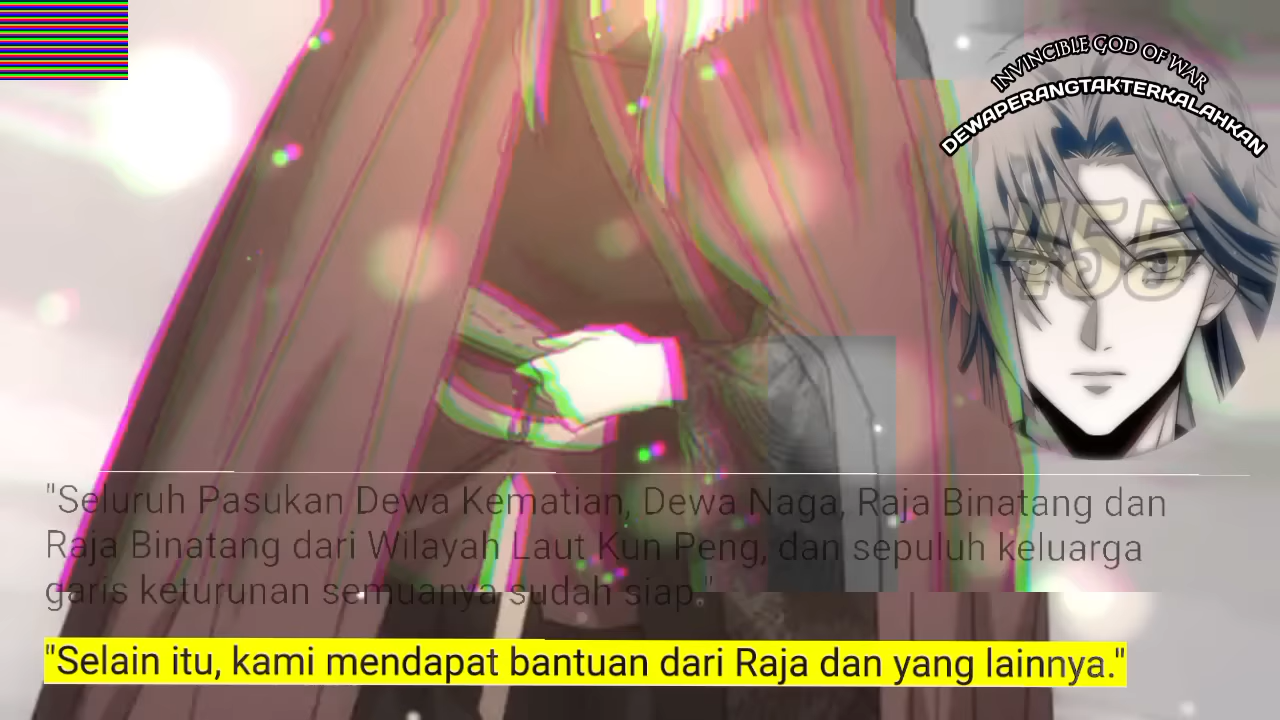 INVINCIBLE GOD OF WAR
DEWAPERANGTAKTERKALAHKAN
#55
"Seluruh Pasukan Dewa Kematian, Dewa Naga, Raja Binatang dan
Raja Binatang dari Wilayah Laut Kun Peng, dan sepuluh keluarga
garis keturunan semuanya sudah siap."
"Selain itu, kami mendapat bantuan dari Raja dan yang lainnya."